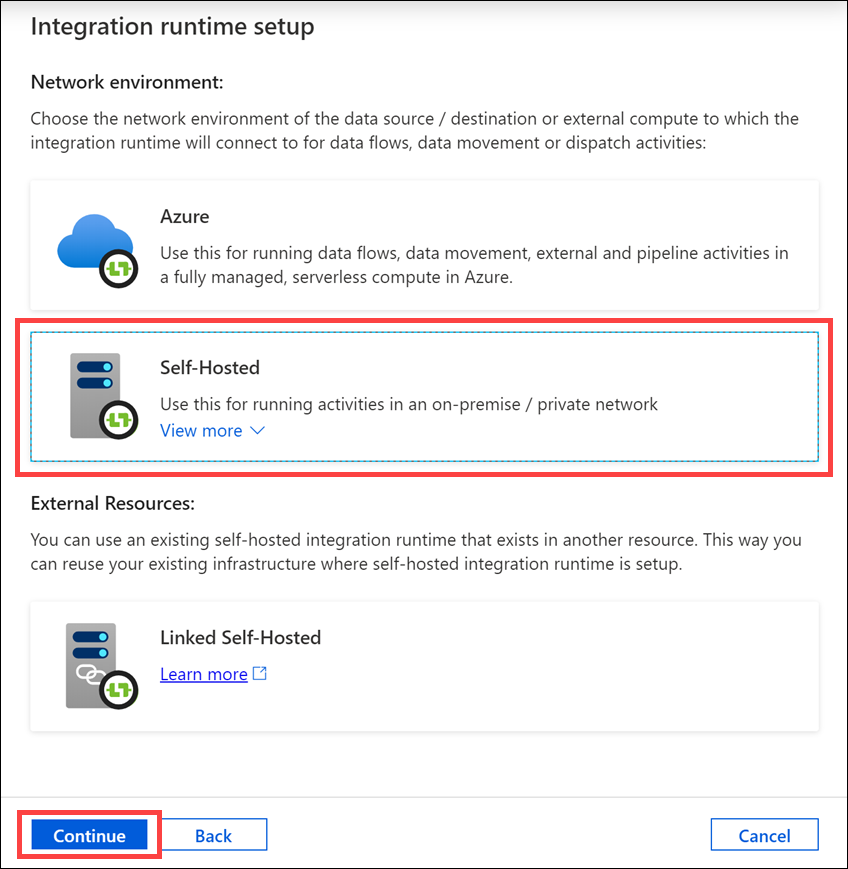 Integration runtime setup
Network environment:
Choose the network environment of the data source / destination or external compute to which the
integration runtime will connect to for data flows, data movement or dispatch activities:
Azure
Use this for running data flows, data movement, external and pipeline activities in
a fully managed, serverless compute in Azure.
Self-Hosted
Use this for running activities in an on-premise / private network
View more
External Resources:
You can use an existing self-hosted integration runtime that exists in another resource. This way you
can reuse your existing infrastructure where self-hosted integration runtime is setup.
Linked Self-Hosted
Learn more
Continue
Back
Cancel